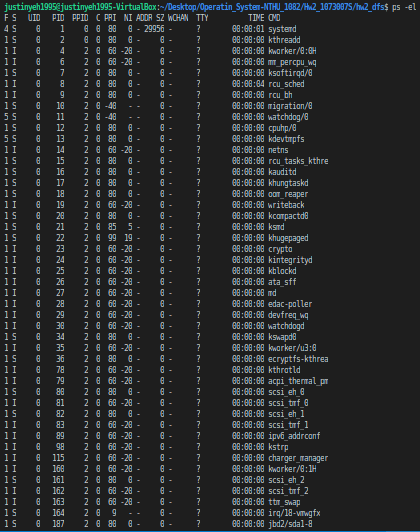 justinyeh1995@justinyeh1995-VirtualBox:~/Desktop/Operatin_System-NTHU_1082/Hw2_10730075/hw2_dfs$ ps -el
F S UID PID PPID C PRI NI ADDR SZ WCHAN TTY TIME CMD
4 S 0 1 0 0 80 0 - 29956 - ? 00:00:01 systemd
1 S 0 2 0 0 80 0 - 0 - ? 00:00:00 kthreadd
1 I 0 4 2 0 60 -20 - 0 - ? 00:00:00 kworker/0:0H
1 I 0 6 2 0 60 -20 - 0 - ? 00:00:00 mm_percpu_wq
1 S 0 7 2 0 80 0 - 0 - ? 00:00:00 ksoftirqd/0
1 I 0 8 2 0 80 0 - 0 - ? 00:00:04 rcu_sched
1 I 0 9 2 0 80 0 - 0 - ? 00:00:00 rcu_bh
1 S 0 10 2 0 -40 - - 0 - ? 00:00:00 migration/0
5 S 0 11 2 0 -40 - - 0 - ? 00:00:00 watchdog/0
1 S 0 12 2 0 80 0 - 0 - ? 00:00:00 cpuhp/0
5 S 0 13 2 0 80 0 - 0 - ? 00:00:00 kdevtmpfs
1 I 0 14 2 0 60 -20 - 0 - ? 00:00:00 netns
1 S 0 15 2 0 80 0 - 0 - ? 00:00:00 rcu_tasks_kthre
1 S 0 16 2 0 80 0 - 0 - ? 00:00:00 kauditd
1 S 0 17 2 0 80 0 - 0 - ? 00:00:00 khungtaskd
1 S 0 18 2 0 80 0 - 0 - ? 00:00:00 oom_reaper
1 I 0 19 2 0 60 -20 - 0 - ? 00:00:00 writeback
1 S 0 20 2 0 80 0 - 0 - ? 00:00:00 kcompactd0
1 S 0 21 2 0 85 5 - 0 - ? 00:00:00 ksmd
1 S 0 22 2 0 99 19 - 0 - ? 00:00:00 khugepaged
1 I 0 23 2 0 60 -20 - 0 - ? 00:00:00 crypto
1 I 0 24 2 0 60 -20 - 0 - ? 00:00:00 kintegrityd
1 I 0 25 2 0 60 -20 - 0 - ? 00:00:00 kblockd
1 I 0 26 2 0 60 -20 - 0 - ? 00:00:00 ata_sff
1 I 0 27 2 0 60 -20 - 0 - ? 00:00:00 md
1 I 0 28 2 0 60 -20 - 0 - ? 00:00:00 edac-poller
1 I 0 29 2 0 60 -20 - 0 - ? 00:00:00 devfreq_wq
1 I 0 30 2 0 60 -20 - 0 - ? 00:00:00 watchdogd
1 S 0 34 2 0 80 0 - 0 - ? 00:00:00 kswapd0
1 I 0 35 2 0 60 -20 - 0 - ? 00:00:00 kworker/u3:0
1 S 0 36 2 0 80 0 - 0 - ? 00:00:00 ecryptfs-kthrea
1 I 0 78 2 0 60 -20 - 0 - ? 00:00:00 kthrotld
1 I 0 79 2 0 60 -20 - 0 - ? 00:00:00 acpi_thermal_pm
1 S 0 80 2 0 80 0 - 0 - ? 00:00:00 scsi_eh_0
1 I 0 81 2 0 60 -20 - 0 - ? 00:00:00 scsi_tmf_0
1 S 0 82 2 0 80 0 - 0 - ? 00:00:00 scsi_eh_1
1 I 0 83 2 0 60 -20 - 0 - ? 00:00:00 scsi_tmf_1
1 I 0 89 2 0 60 -20 - 0 - ? 00:00:00 ipv6_addrconf
1 I 0 98 2 0 60 -20 - 0 - ? 00:00:00 kstrp
1 I 0 115 2 0 60 -20 - 0 - ? 00:00:00 charger_manager
1 I 0 160 2 0 60 -20 - 0 - ? 00:00:00 kworker/0:1H
1 S 0 161 2 0 80 0 - 0 - ? 00:00:00 scsi_eh_2
1 I 0 162 2 0 60 -20 - 0 - ? 00:00:00 scsi_tmf_2
1 I 0 163 2 0 60 -20 - 0 - ? 00:00:00 ttm_swap
1 S 0 164 2 0 9 - - 0 - ? 00:00:00 irq/18-vmwgfx
1 S 0 187 2 0 80 0 - 0 - ? 00:00:00 jbd2/sda1-8